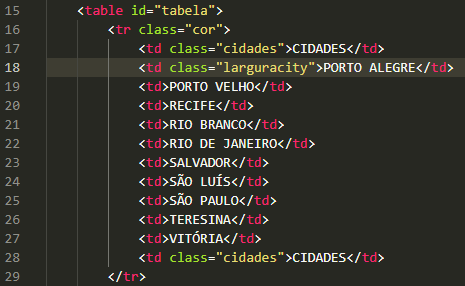 15 <table id="tabela">
16 <tr class="cor">
17 <td class="cidades">CIDADES</td>
18 <td class="larguracity">PORTO ALEGRE</td>
19 <td>PORTO VELHO</td>
20 <td>RECIFE</td>
21 <td>RIO BRANCO</td>
22 <td>RIO DE JANEIRO</td>
23 <td>SALVADOR</td>
24 <td>SÃO LUÍS</td>
25 <td>SÃO PAULO</td>
26 <td>TERESINA</td>
27 <td>VITÓRIA</td>
28 <td class="cidades">CIDADES</td>
29 </tr>